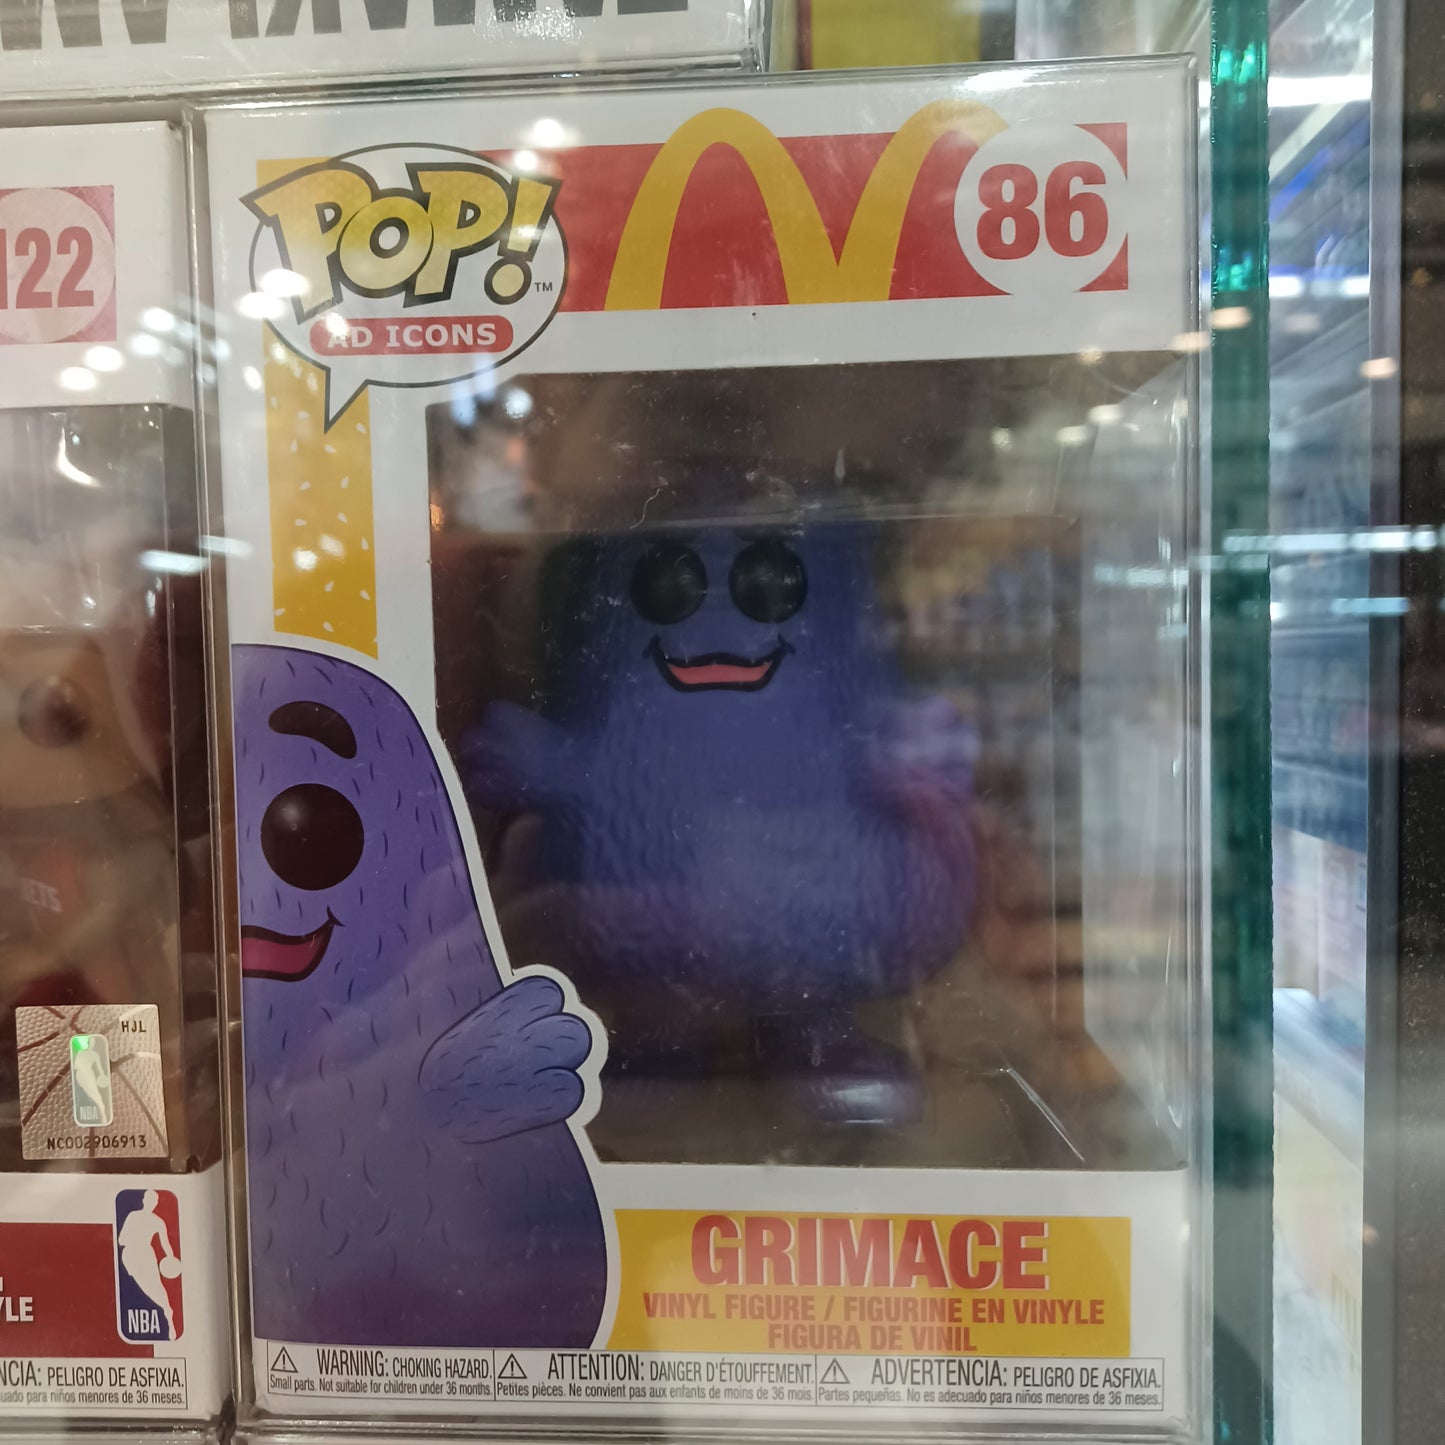 POP!™
AD ICONS
86
122
ETS
HJL
NBA
NC002906913
NBA
GRIMACE
VINYL FIGURE / FIGURINE EN VINYLE
FIGURA DE VINIL
WARNING: CHOKING HAZARD.
Small parts. Not suitable for children under 36 months.
ATTENTION: DANGER D'ÉTOUFFEMENT.
Petites pièces. Ne convient pas aux enfants de moins de 36 mois.
ADVERTENCIA: PELIGRO DE ASFIXIA.
Partes pequeñas. No es adecuado para niños menores de 36 meses.
YLE
NCIA: PELIGRO DE ASFIXIA.
uado para niños menores de 36 meses.